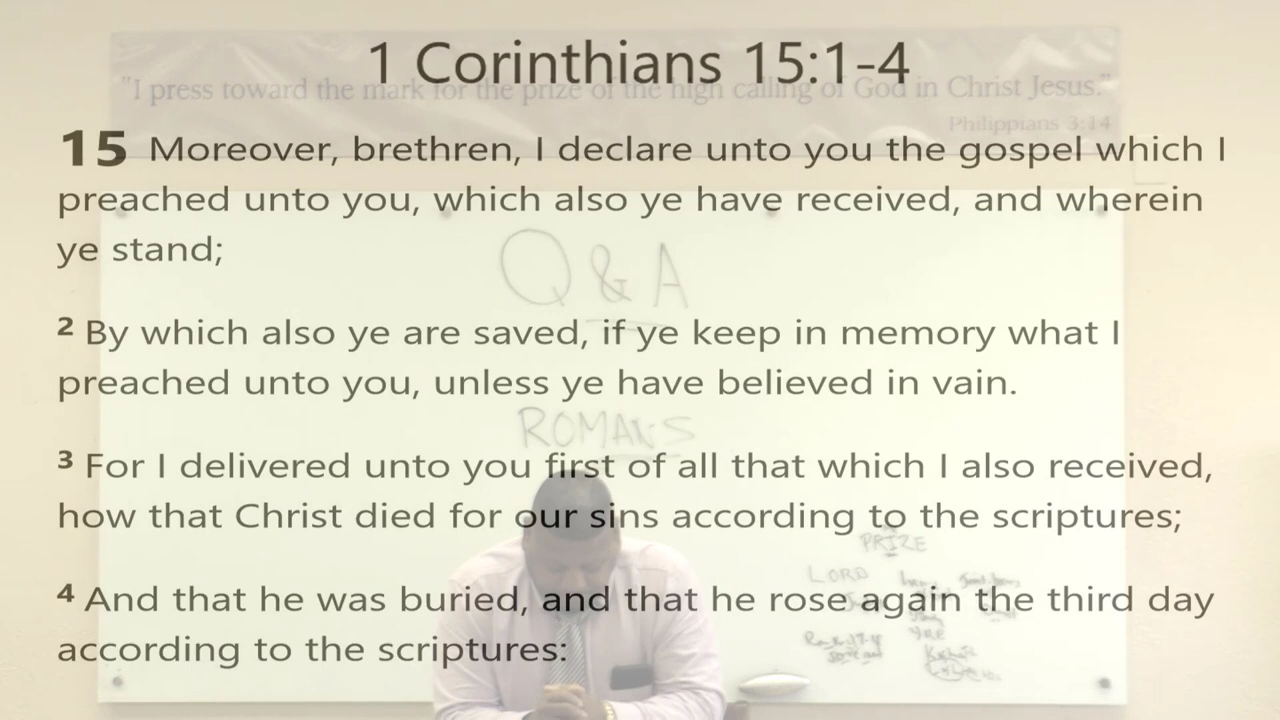 1 Corinthians 15:1-4
"I press toward the mark for the prize of the high calling of God in Christ Jesus."
Philippians 3:14
15 Moreover, brethren, I declare unto you the gospel which I
preached unto you, which also ye have received, and wherein
ye stand;
Q & A
2 By which also ye are saved, if ye keep in memory what I
preached unto you, unless ye have believed in vain.
ROMANS
3 For I delivered unto you first of all that which I also received,
how that Christ died for our sins according to the scriptures;
PRIZE
LORD
4 And that he was buried, and that he rose again the third day
according to the scriptures: